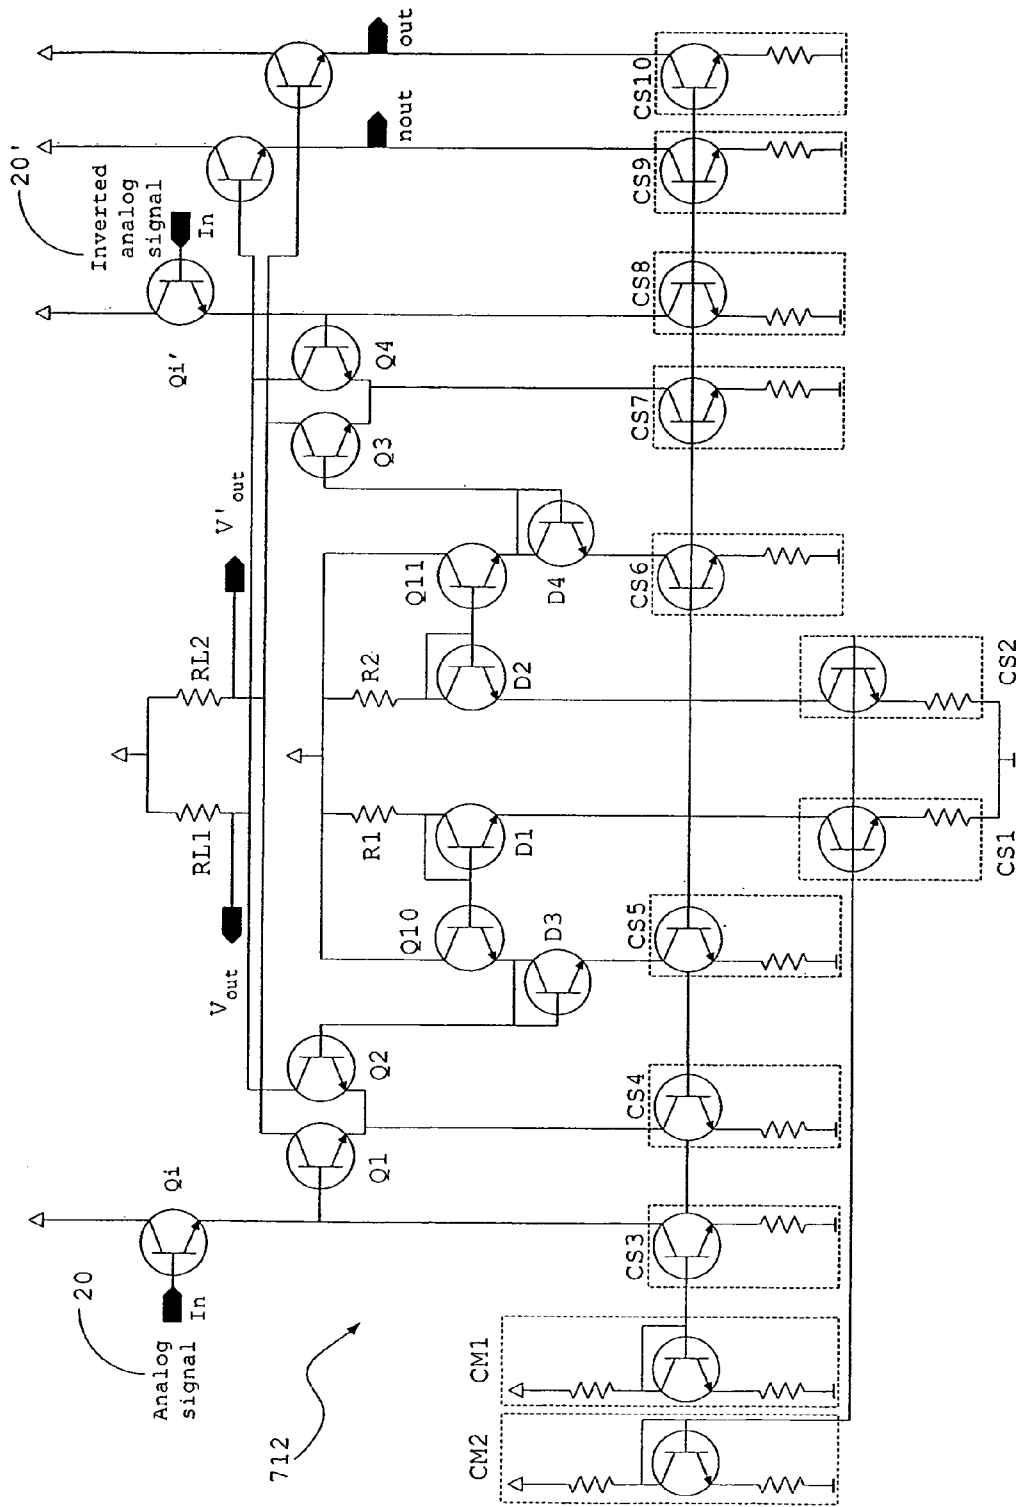 20
Analog
signal
In
Qi
Vout
V'out
RL1
RL2
20'
Inverted
analog
signal
In
Qi'
nout
out
712
Q1
Q2
Q10
R1
D1
D3
R2
D2
Q11
D4
Q3
Q4
CM2
CM1
CS3
CS4
CS5
CS6
CS7
CS8
CS9
CS10
CS1
CS2